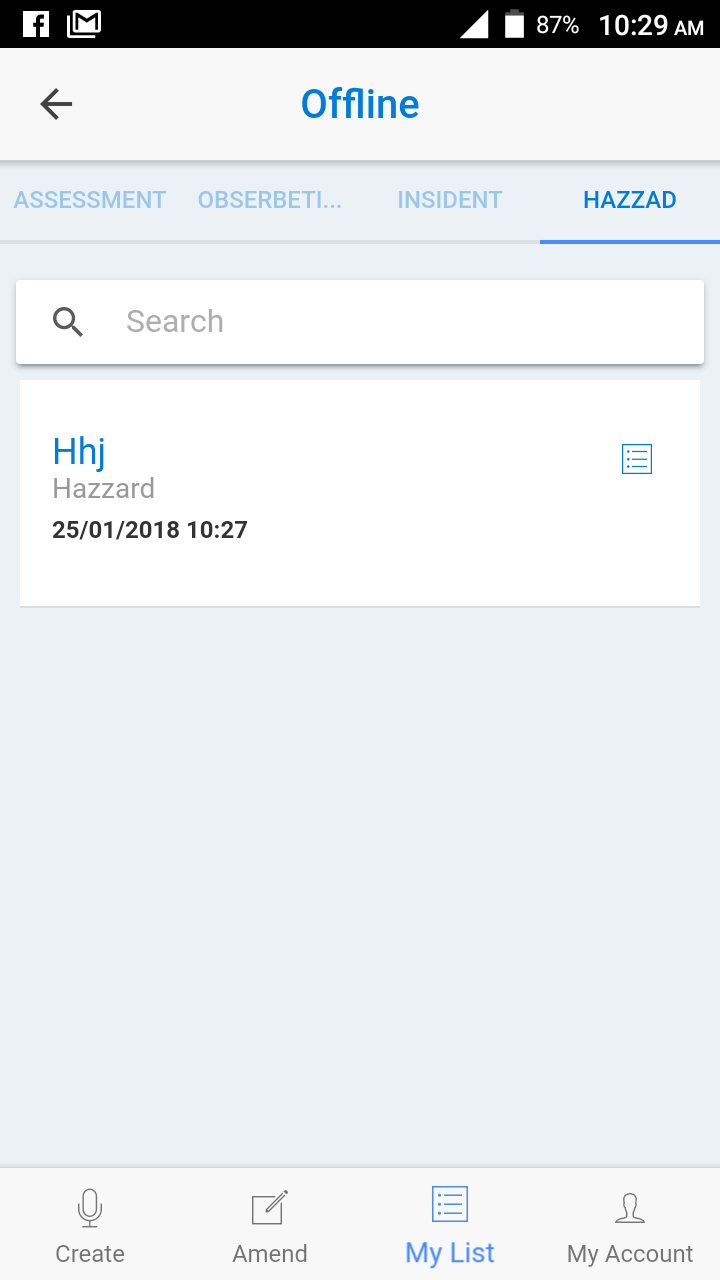 87% 10:29 AM
Offline
ASSESSMENT OBSERBETI... INSIDENT HAZZAD
Search
Hhj
Hazzard
25/01/2018 10:27
Create Amend My List My Account